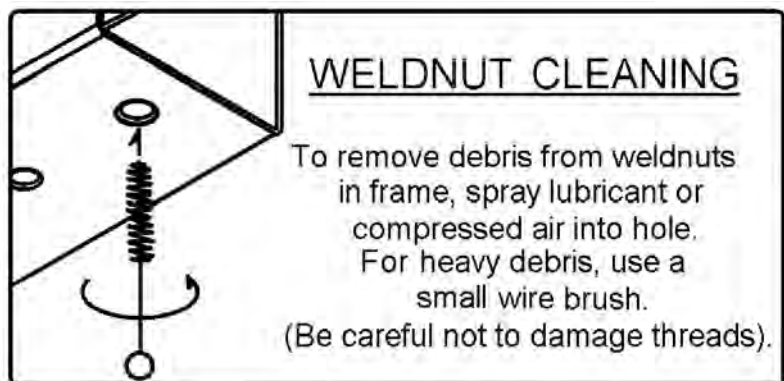 WELDNUT CLEANING
To remove debris from weldnuts
in frame, spray lubricant or
compressed air into hole.
For heavy debris, use a
small wire brush.
(Be careful not to damage threads).